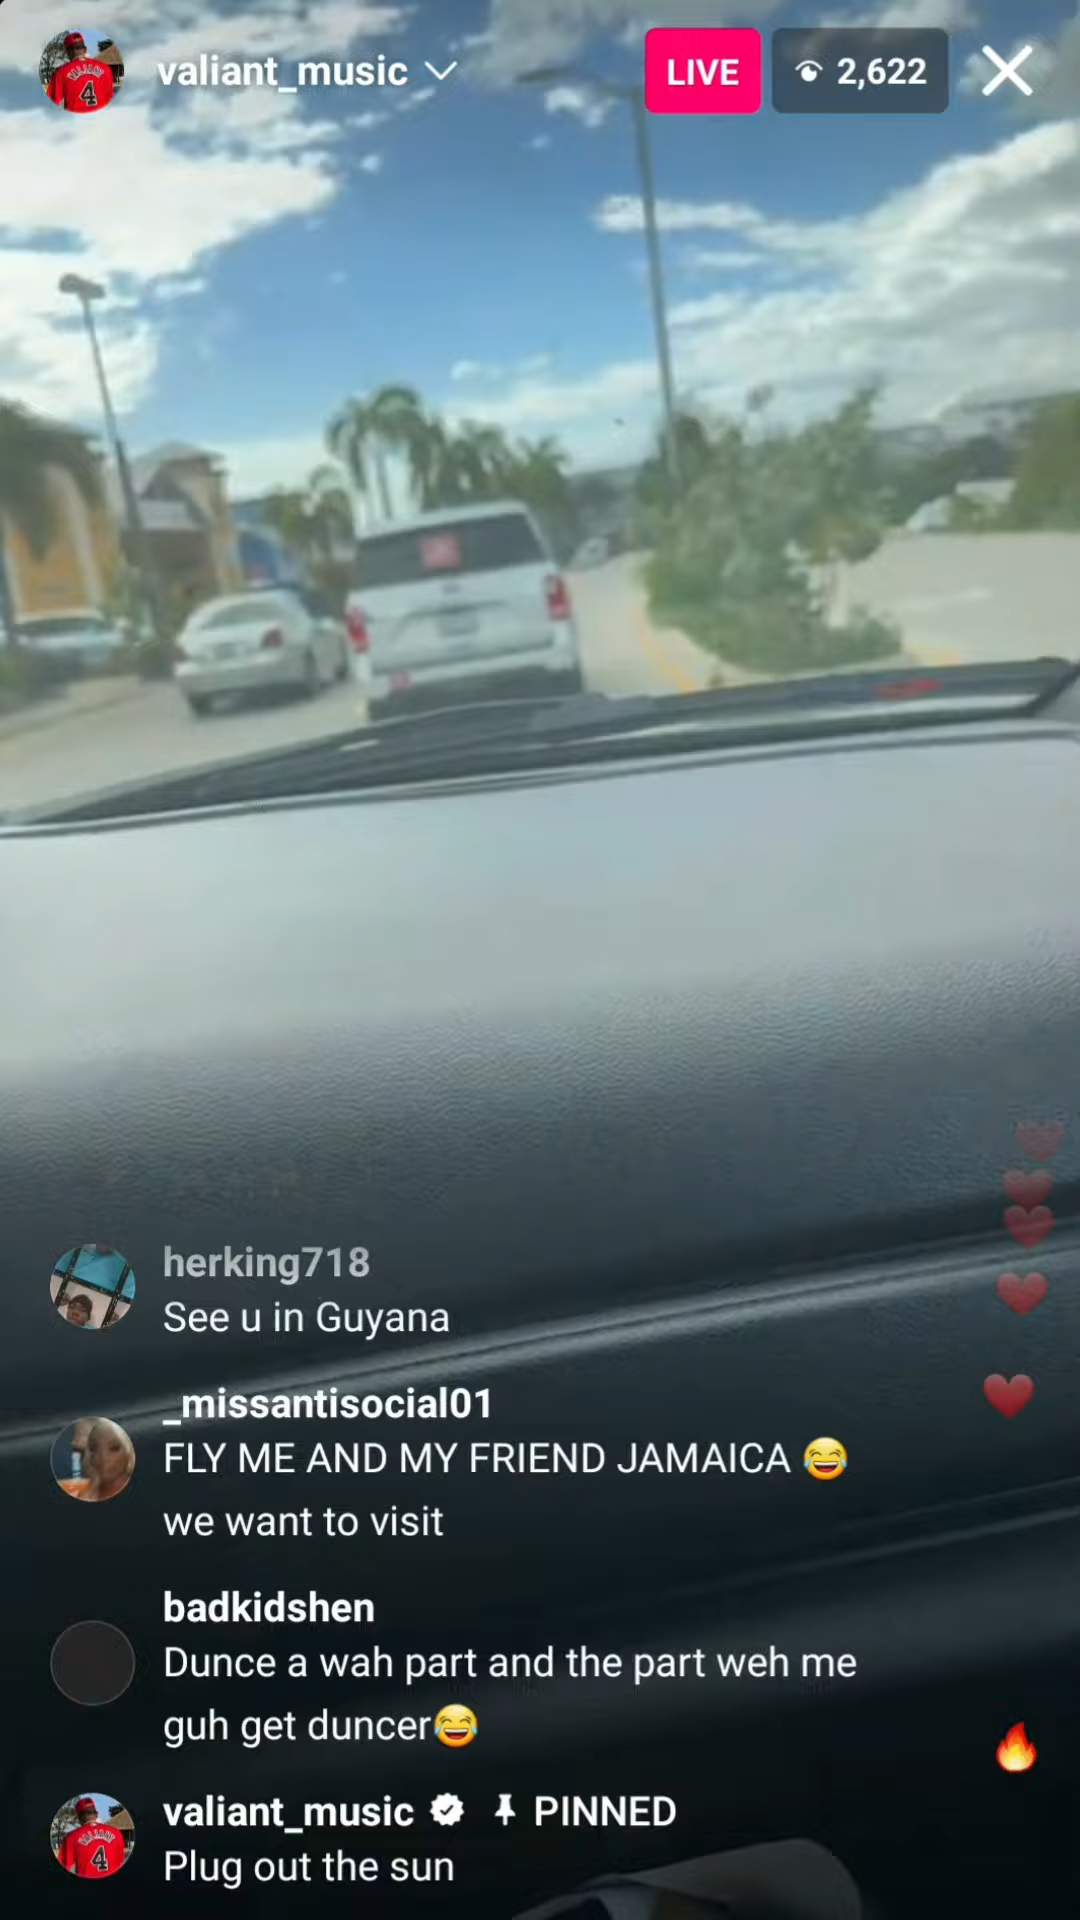 valiant_music
LIVE
2,622
herking718
See u in Guyana
_missantisocial01
FLY ME AND MY FRIEND JAMAICA 😂
we want to visit
badkidshen
Dunce a wah part and the part weh me
guh get duncer😂
valiant_music PINNED
Plug out the sun